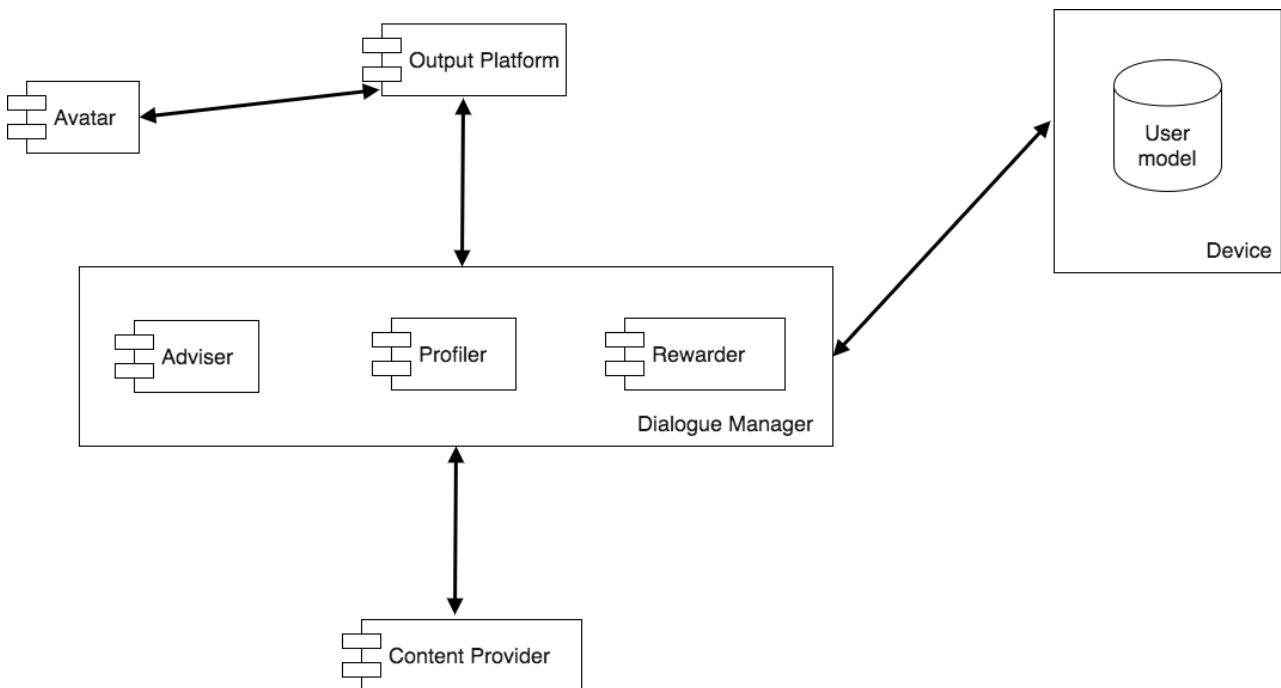 Output Platform
Avatar
User
model
Device
Adviser
Profiler
Rewarder
Dialogue Manager
Content Provider